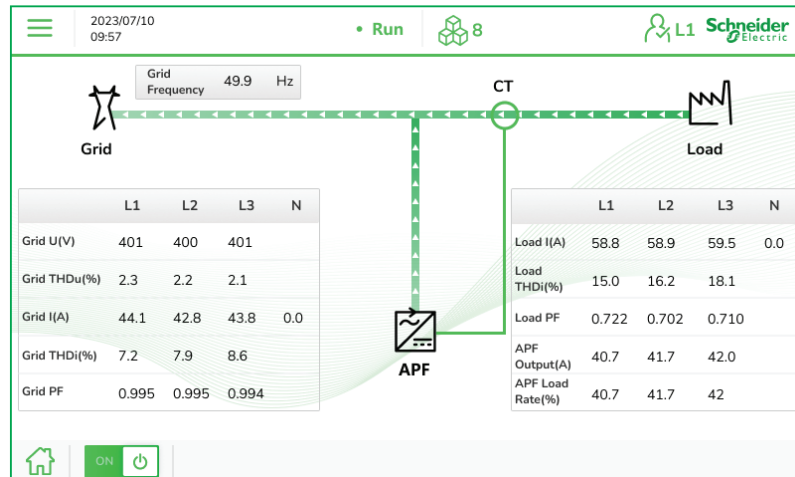 2023/07/10
09:57
• Run
8
L1
Schneider
Electric
Grid
Frequency 49.9 Hz
CT
Grid
Load
L1 L2 L3 N
Grid U(V) 401 400 401
Grid THDu(%) 2.3 2.2 2.1
Grid I(A) 44.1 42.8 43.8 0.0
Grid THDi(%) 7.2 7.9 8.6
Grid PF 0.995 0.995 0.994
APF
L1 L2 L3 N
Load I(A) 58.8 58.9 59.5 0.0
Load
THDi(%) 15.0 16.2 18.1
Load PF 0.722 0.702 0.710
APF
Output(A) 40.7 41.7 42.0
APF Load
Rate(%) 40.7 41.7 42
ON